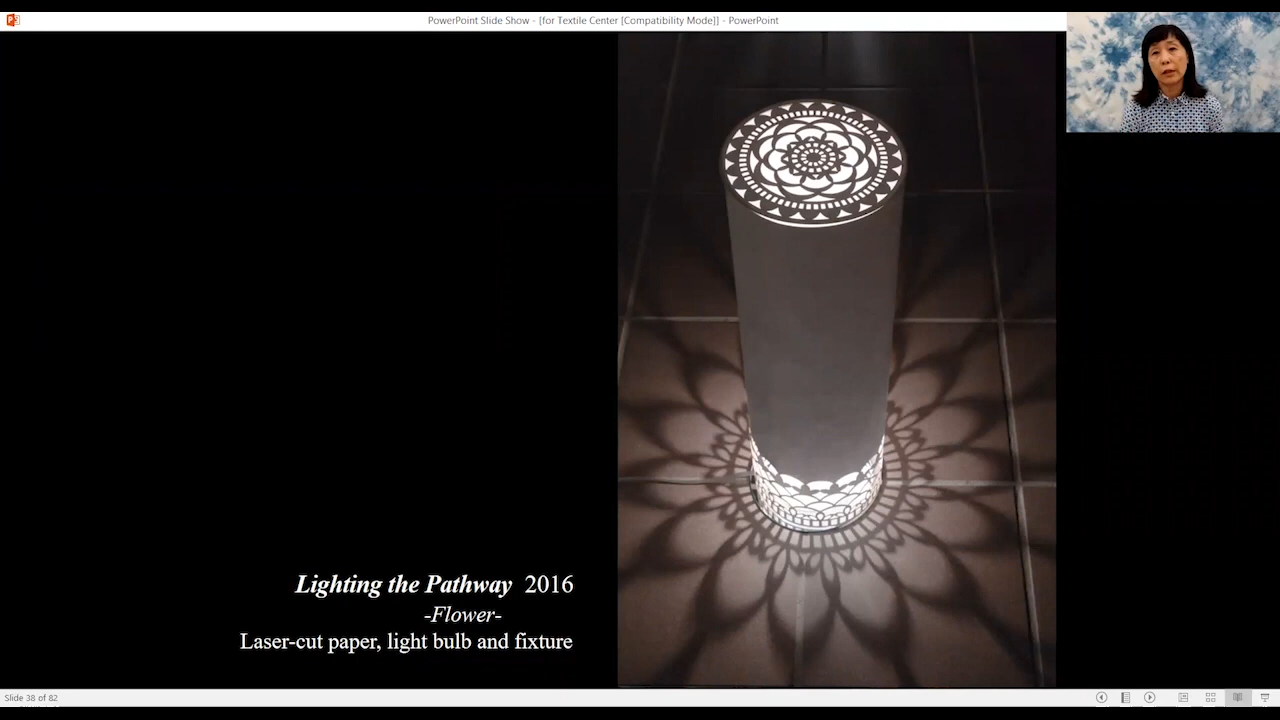 PowerPoint Slide Show - [for Textile Center [Compatibility Mode]] - PowerPoint
Lighting the Pathway 2016
-Flower-
Laser-cut paper, light bulb and fixture
Slide 38 of 82